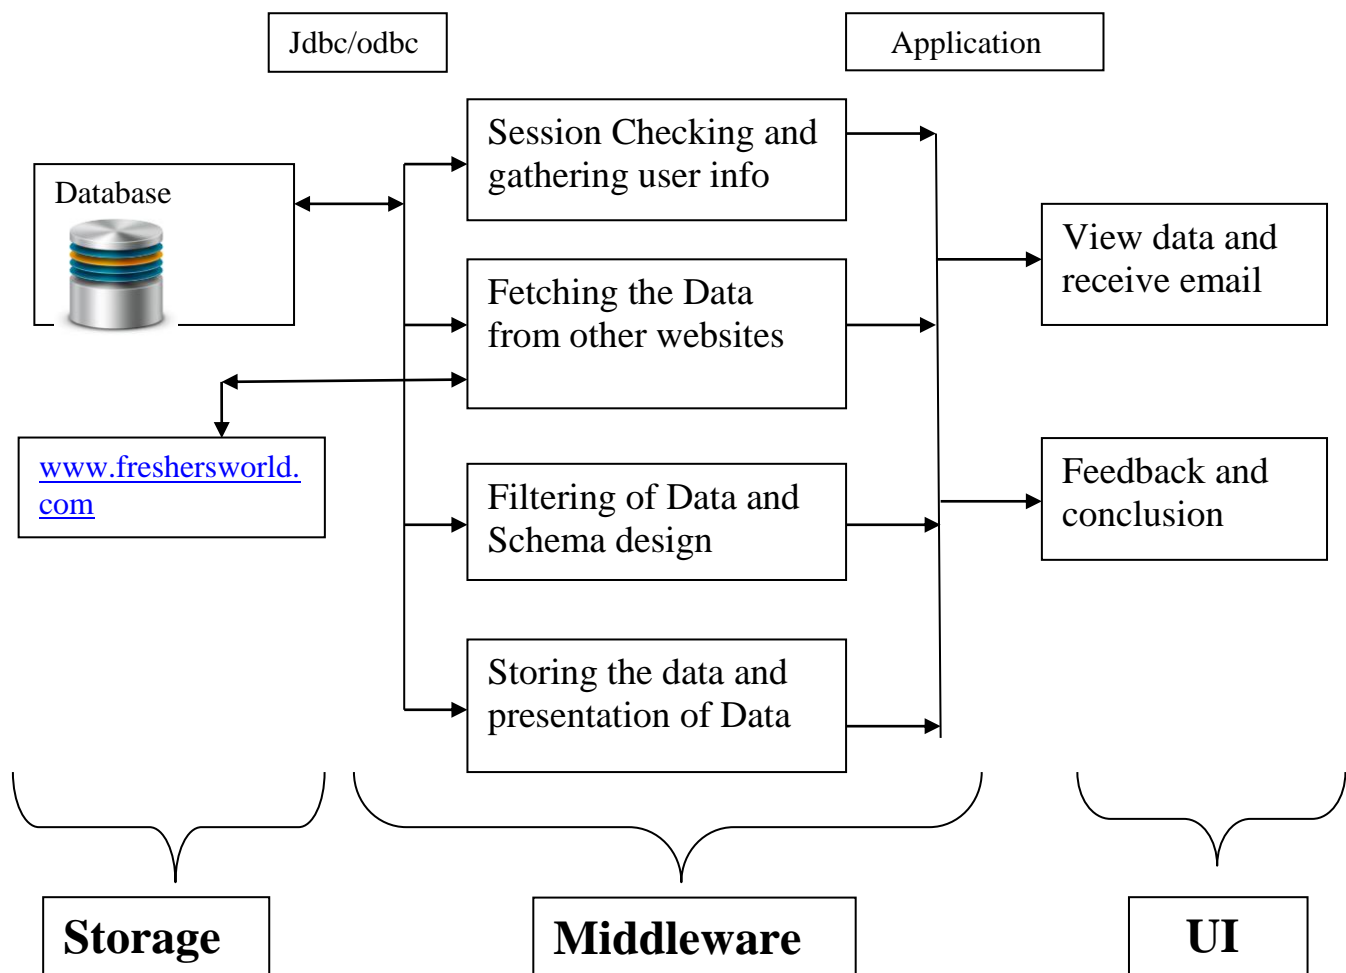 Jdbc/odbc
Application
Database
Session Checking and
gathering user info
Fetching the Data
from other websites
Filtering of Data and
Schema design
Storing the data and
presentation of Data
www.freshersworld.
com
View data and
receive email
Feedback and
conclusion
Storage
Middleware
UI